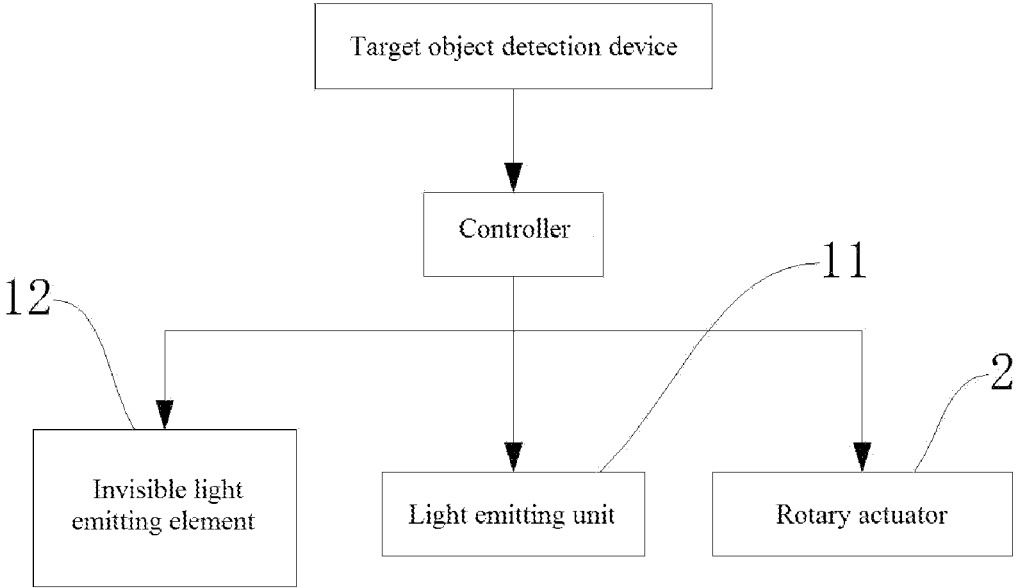 Target object detection device
Controller
11
12
2
Invisible light
emitting element
Light emitting unit
Rotary actuator